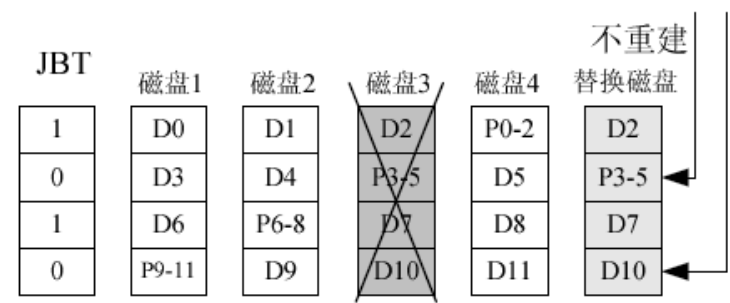 不重建
JBT 磁盘1 磁盘2 磁盘3 磁盘4 替换磁盘
1 D0 D1 D2 P0-2 D2
0 D3 D4 P3-5 D5 P3-5
1 D6 P6-8 D7 D8 D7
0 P9-11 D9 D10 D11 D10